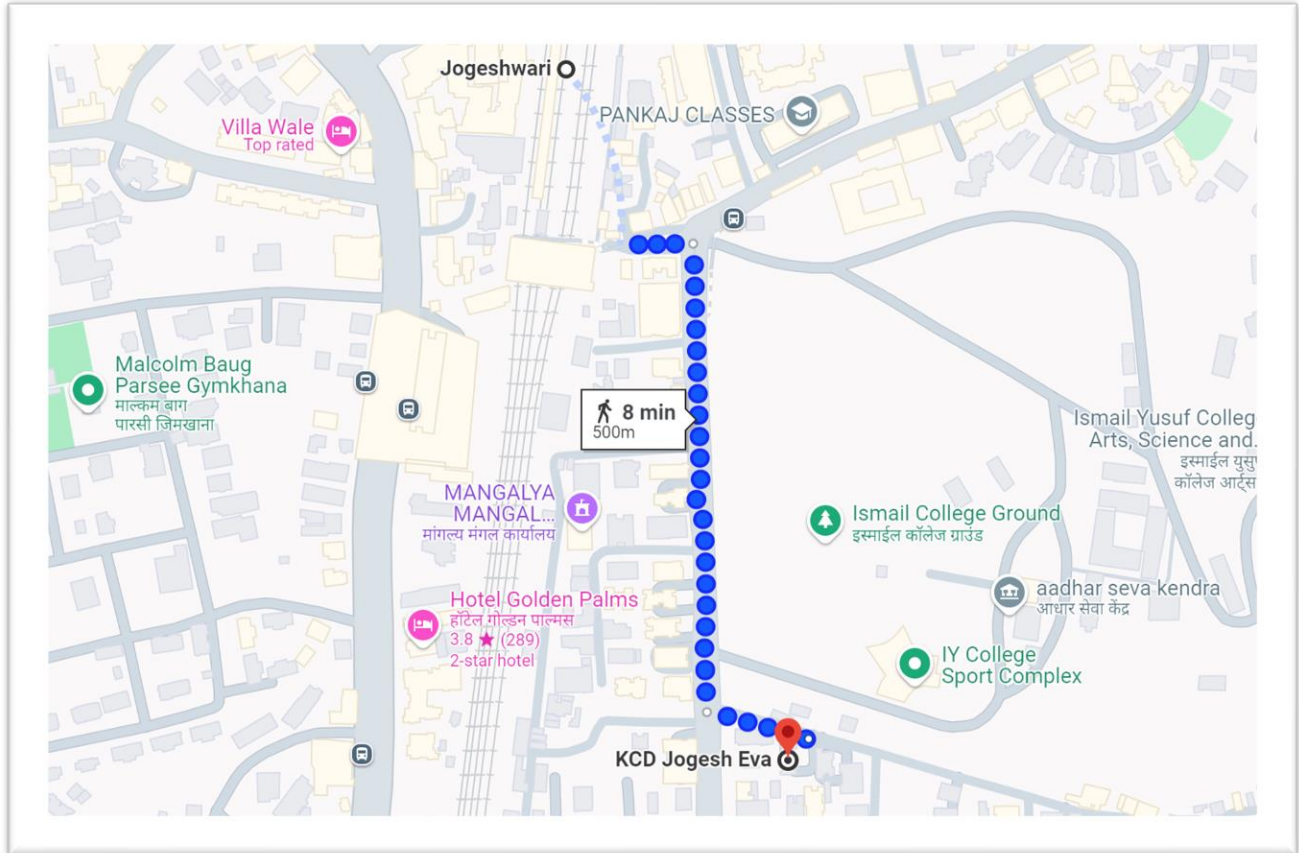 Jogeshwari
PANKAJ CLASSES
Villa Wale
Top rated
Malcolm Baug
Parsee Gymkhana
माल्कम बाग
पारसी जिमखाना
8 min
500m
Ismail Yusuf Colleg
Arts, Science and.
इस्माईल युसु
कॉलेज आर्ट्स
MANGALYA
MANGAL...
मांगल्य मंगल कार्यालय
Ismail College Ground
इस्माईल कॉलेज ग्राउंड
aadhar seva kendra
आधार सेवा केंद्र
Hotel Golden Palms
हॉटेल गोल्डन पाल्मस
3.8 ★ (289)
2-star hotel
IY College
Sport Complex
KCD Jogesh Eva